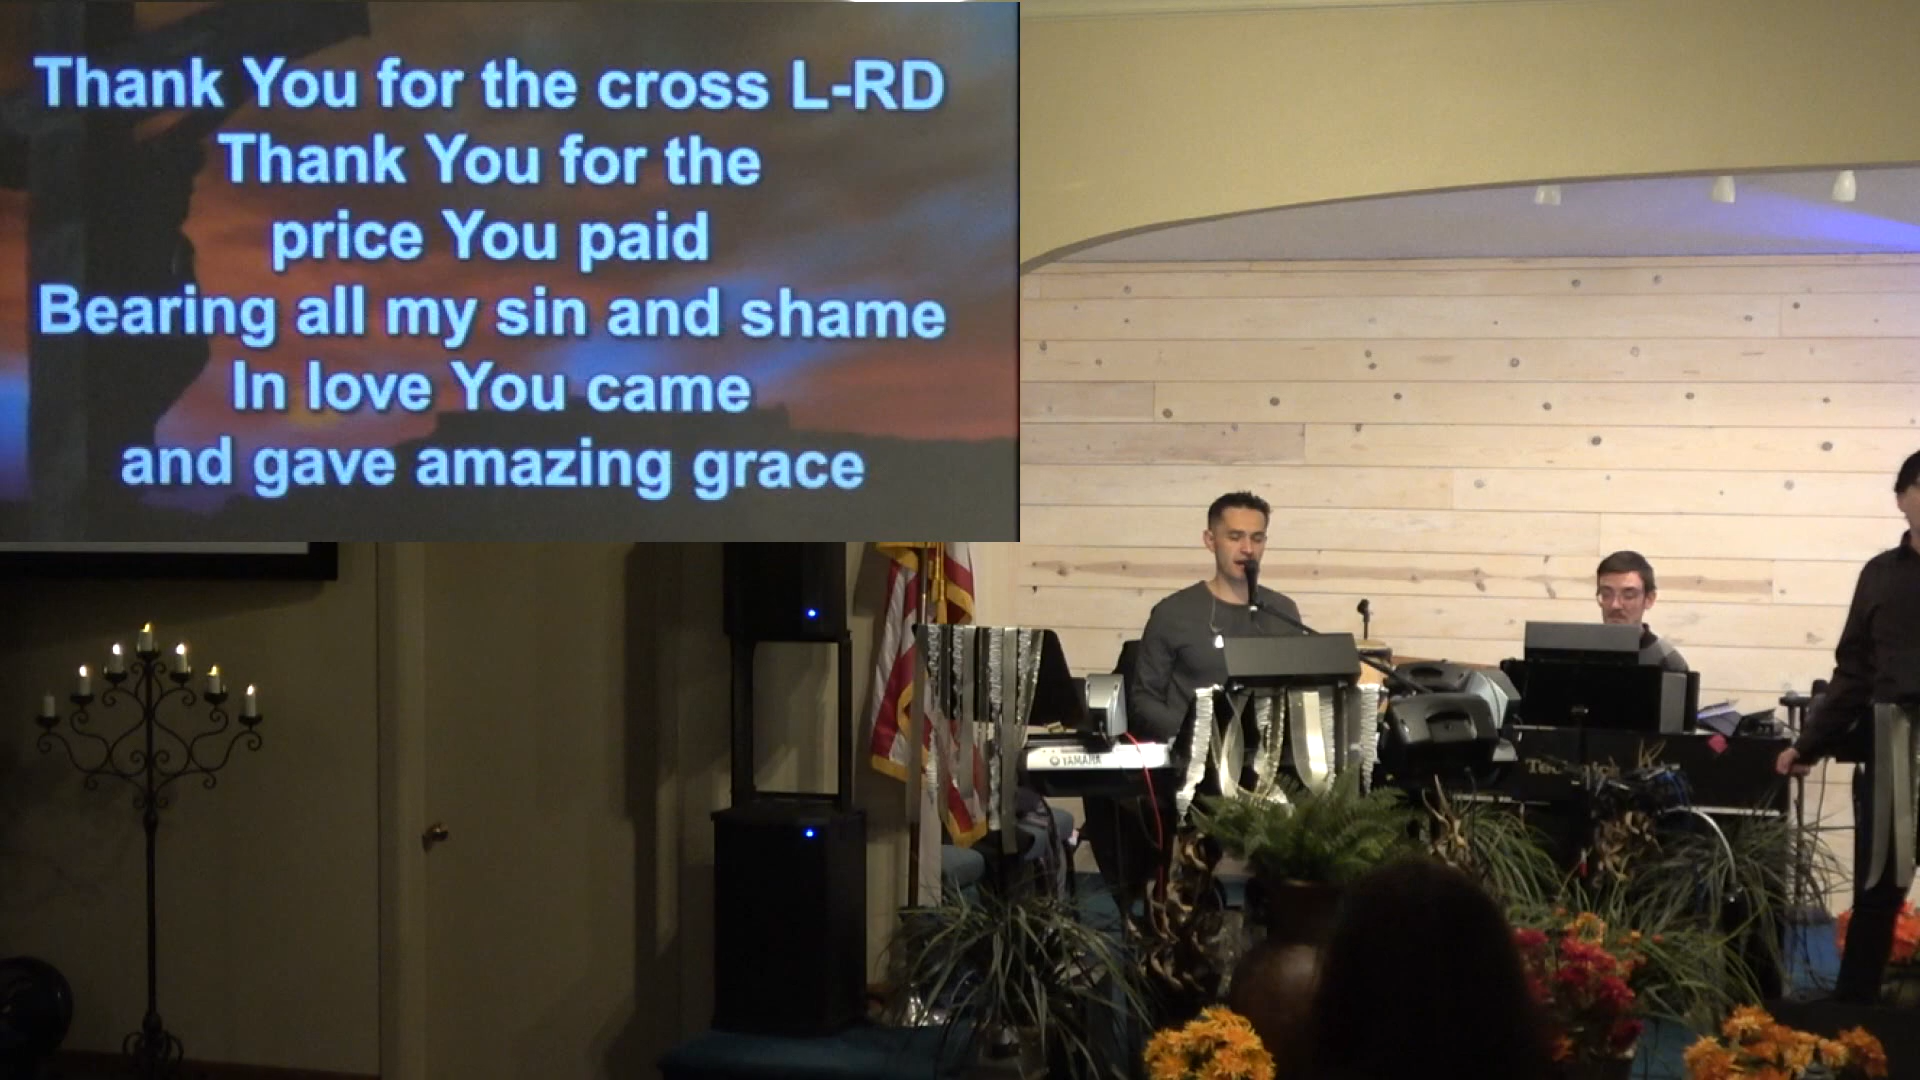 Thank You for the cross L-RD
Thank You for the
price You paid
Bearing all my sin and shame
In love You came
and gave amazing grace
YAMAHA